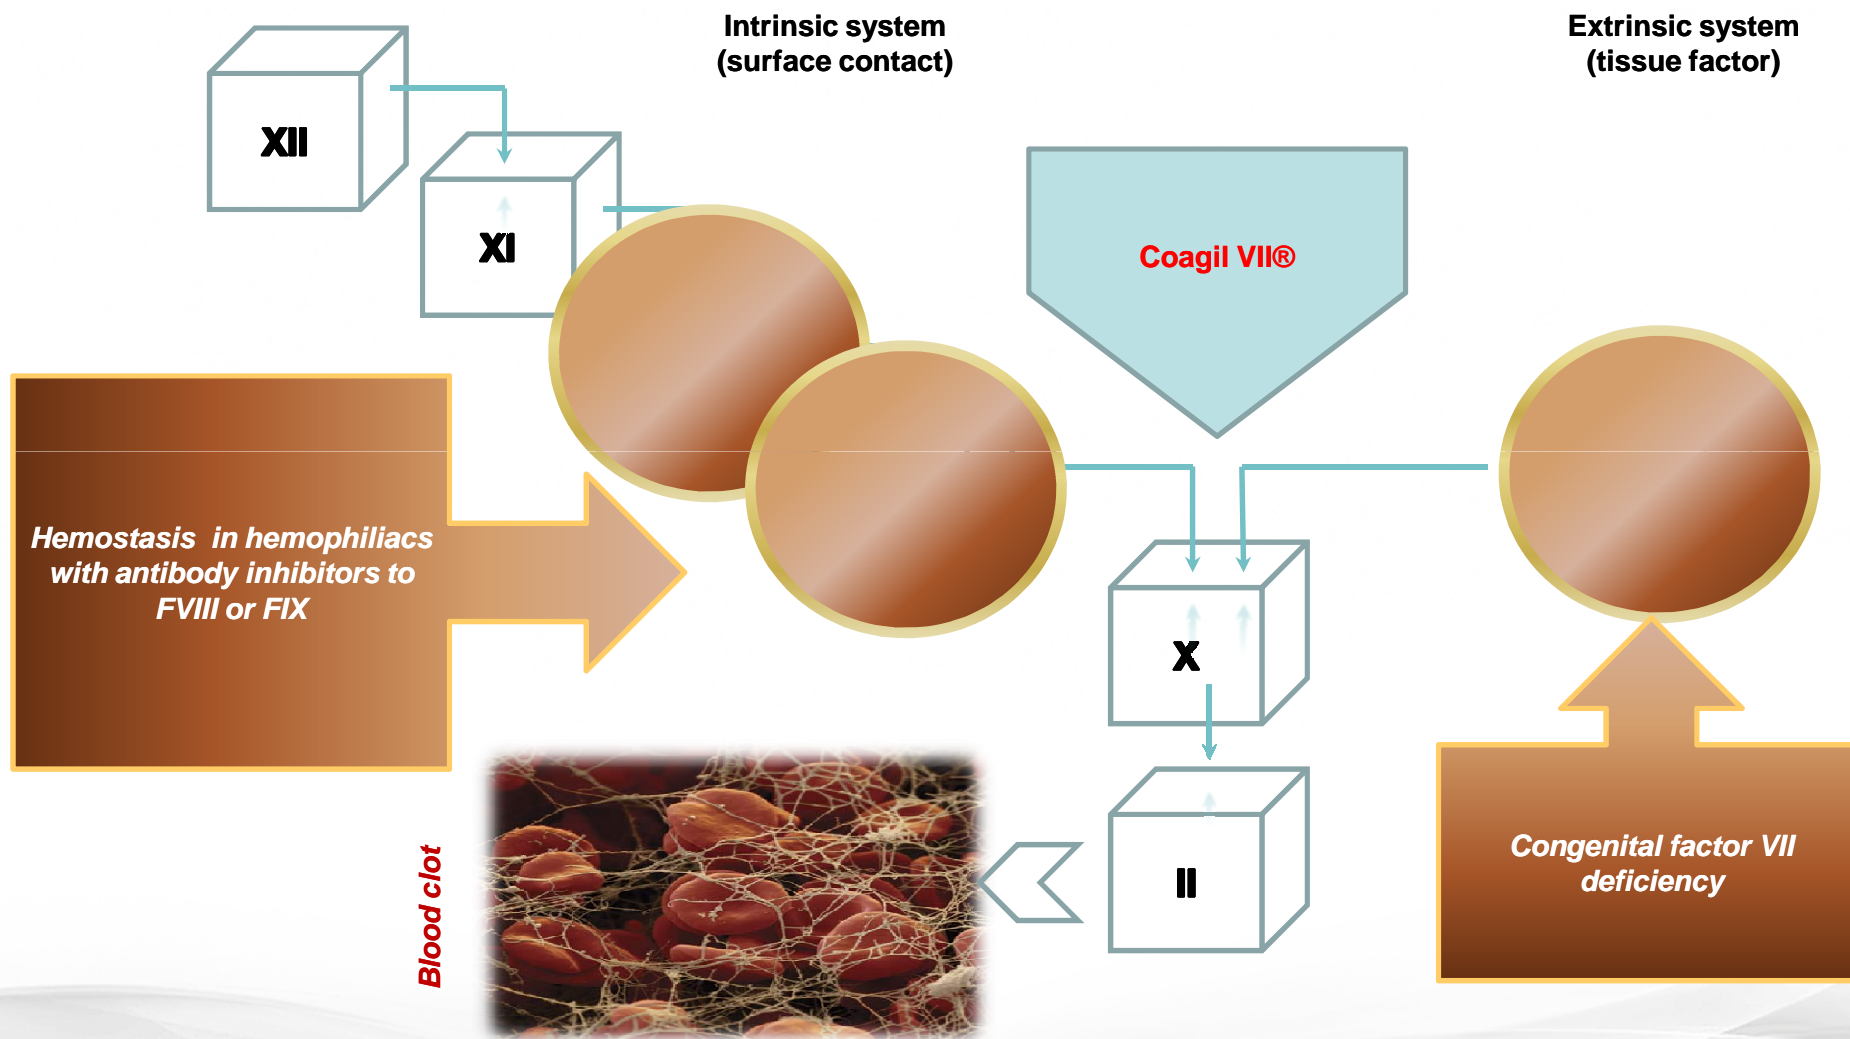 Intrinsic system
(surface contact)
Extrinsic system
(tissue factor)
XII
XI
Coagil VII®
Hemostasis in hemophiliacs
with antibody inhibitors to
FVIII or FIX
X
II
Blood clot
Congenital factor VII
deficiency